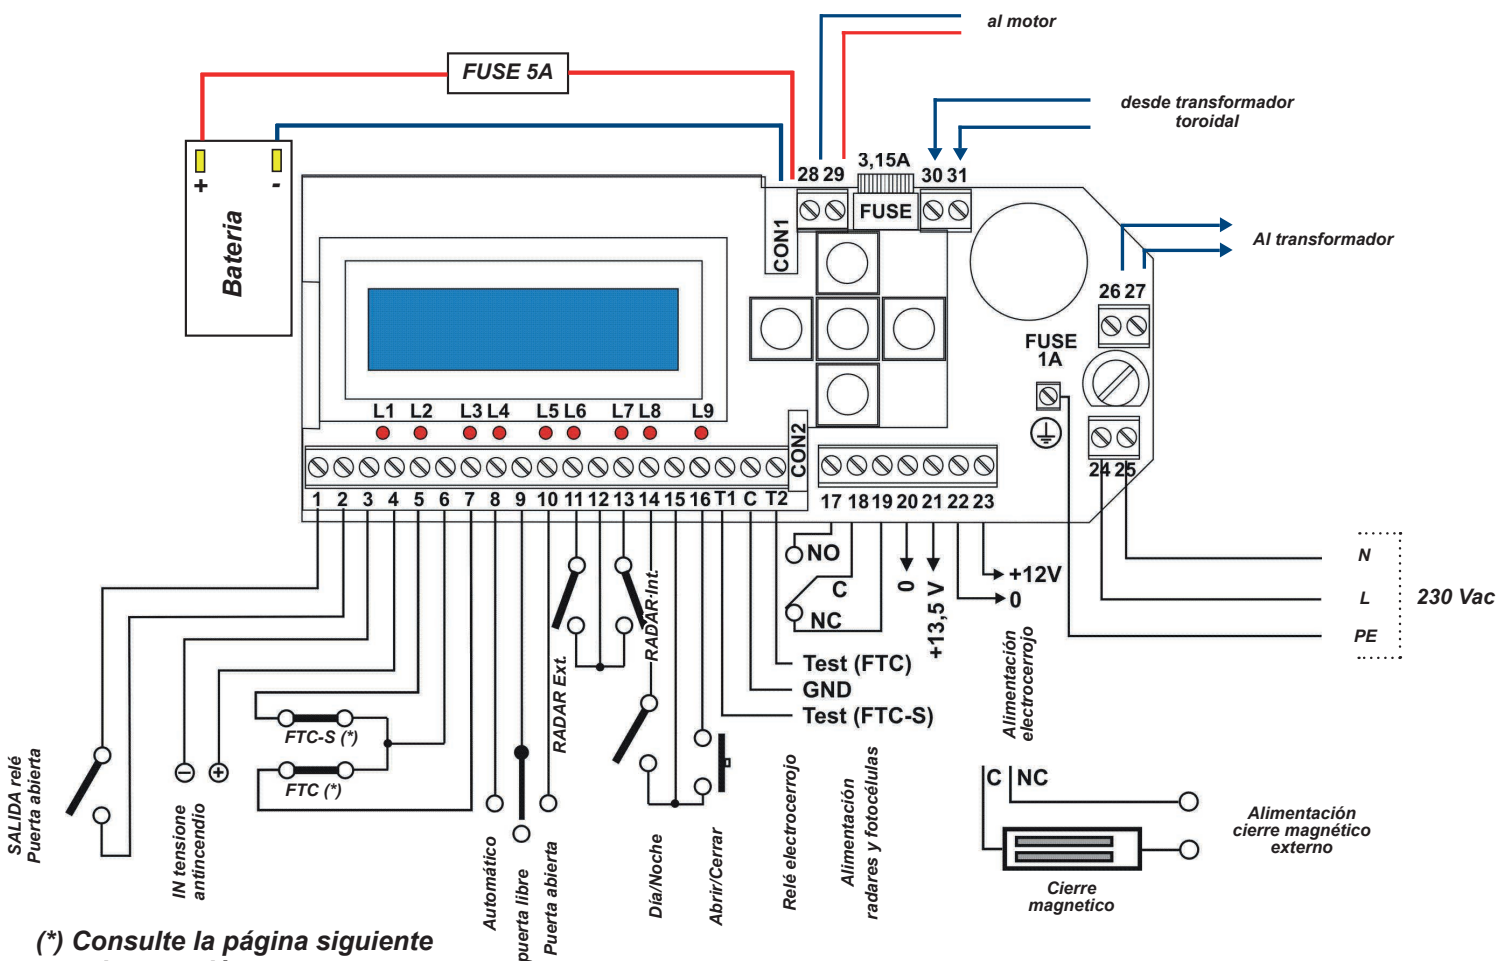 al motor
FUSE 5A
desde transformador
toroidal
3,15A
28 29
30 31
FUSE
CON1
+
-
Bateria
Al transformador
26 27
FUSE
1A
L1 L2 L3 L4 L5 L6 L7 L8 L9
CON2
24 25
1 2 3 4 5 6 7 8 9 10 11 12 13 14 15 16 T1 C T2
17 18 19 20 21 22 23
NO
C
NC
0
+13,5 V
+12V
0
N
L
PE
230 Vac
RADAR Ext.
RADAR Int.
Test (FTC)
GND
Test (FTC-S)
FTC-S (*)
FTC (*)
SALIDA relé
Puerta abierta
IN tensione
antincendio
Automático
puerta libre
Puerta abierta
Día/Noche
Abrir/Cerrar
Relé electrocerrojo
Alimentación
radares y fotocélulas
Alimentación
electrocerrojo
C NC
Alimentación
cierre magnético
externo
Cierre
magnetico
(*) Consulte la página siguiente